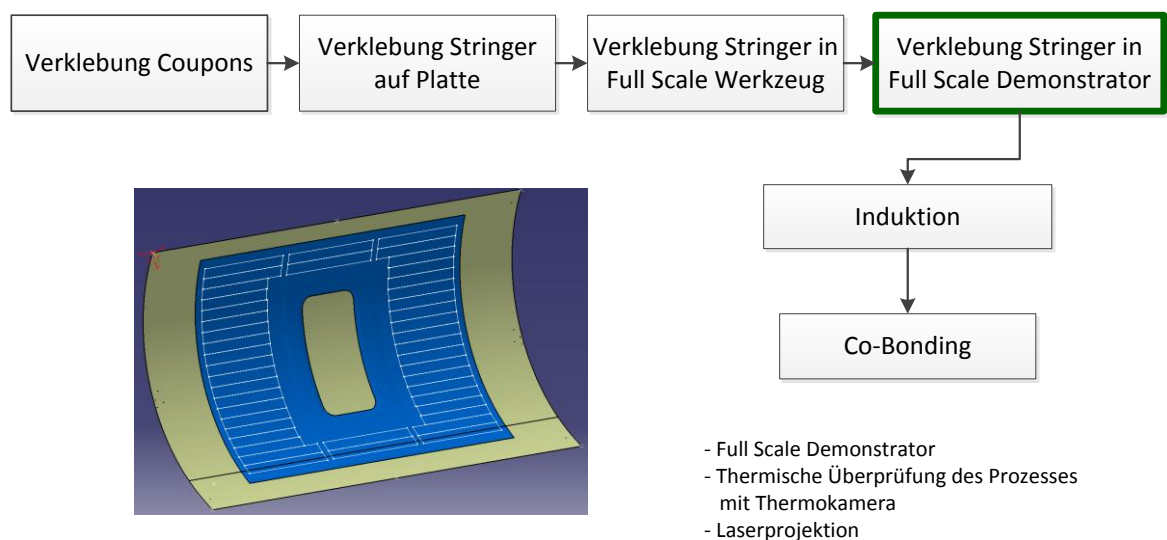 Verklebung Coupons
Verklebung Stringer
auf Platte
Verklebung Stringer in
Full Scale Werkzeug
Verklebung Stringer in
Full Scale Demonstrator
Induktion
Co-Bonding
- Full Scale Demonstrator
- Thermische Überprüfung des Prozesses
mit Thermokamera
- Laserprojektion